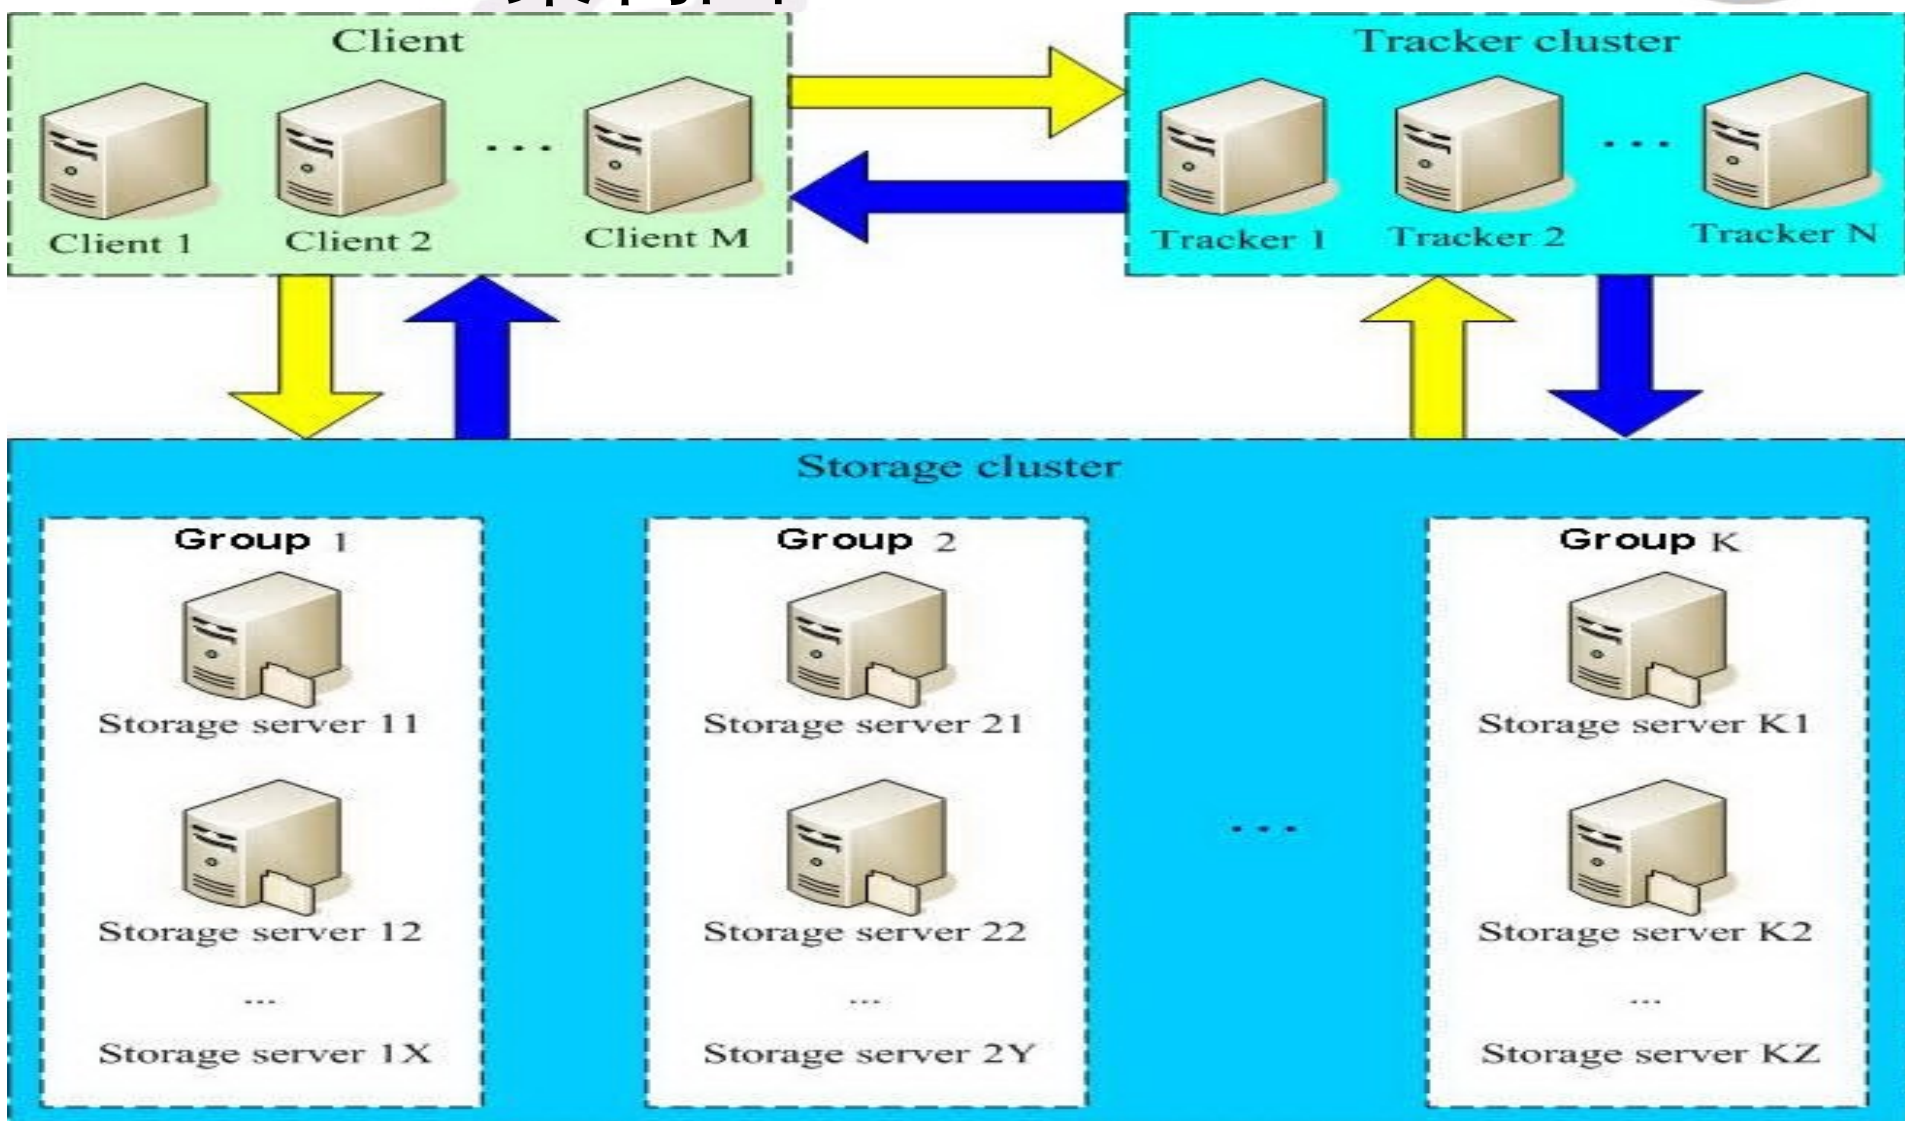 Client
Tracker cluster
Client 1
Client 2
...
Client M
Tracker 1
Tracker 2
...
Tracker N
Storage cluster
Group 1
Storage server 11
Storage server 12
...
Storage server 1X
Group 2
Storage server 21
Storage server 22
...
Storage server 2Y
...
Group K
Storage server K1
Storage server K2
...
Storage server KZ